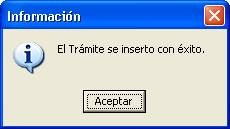 Información
El Trámite se inserto con éxito.
Aceptar